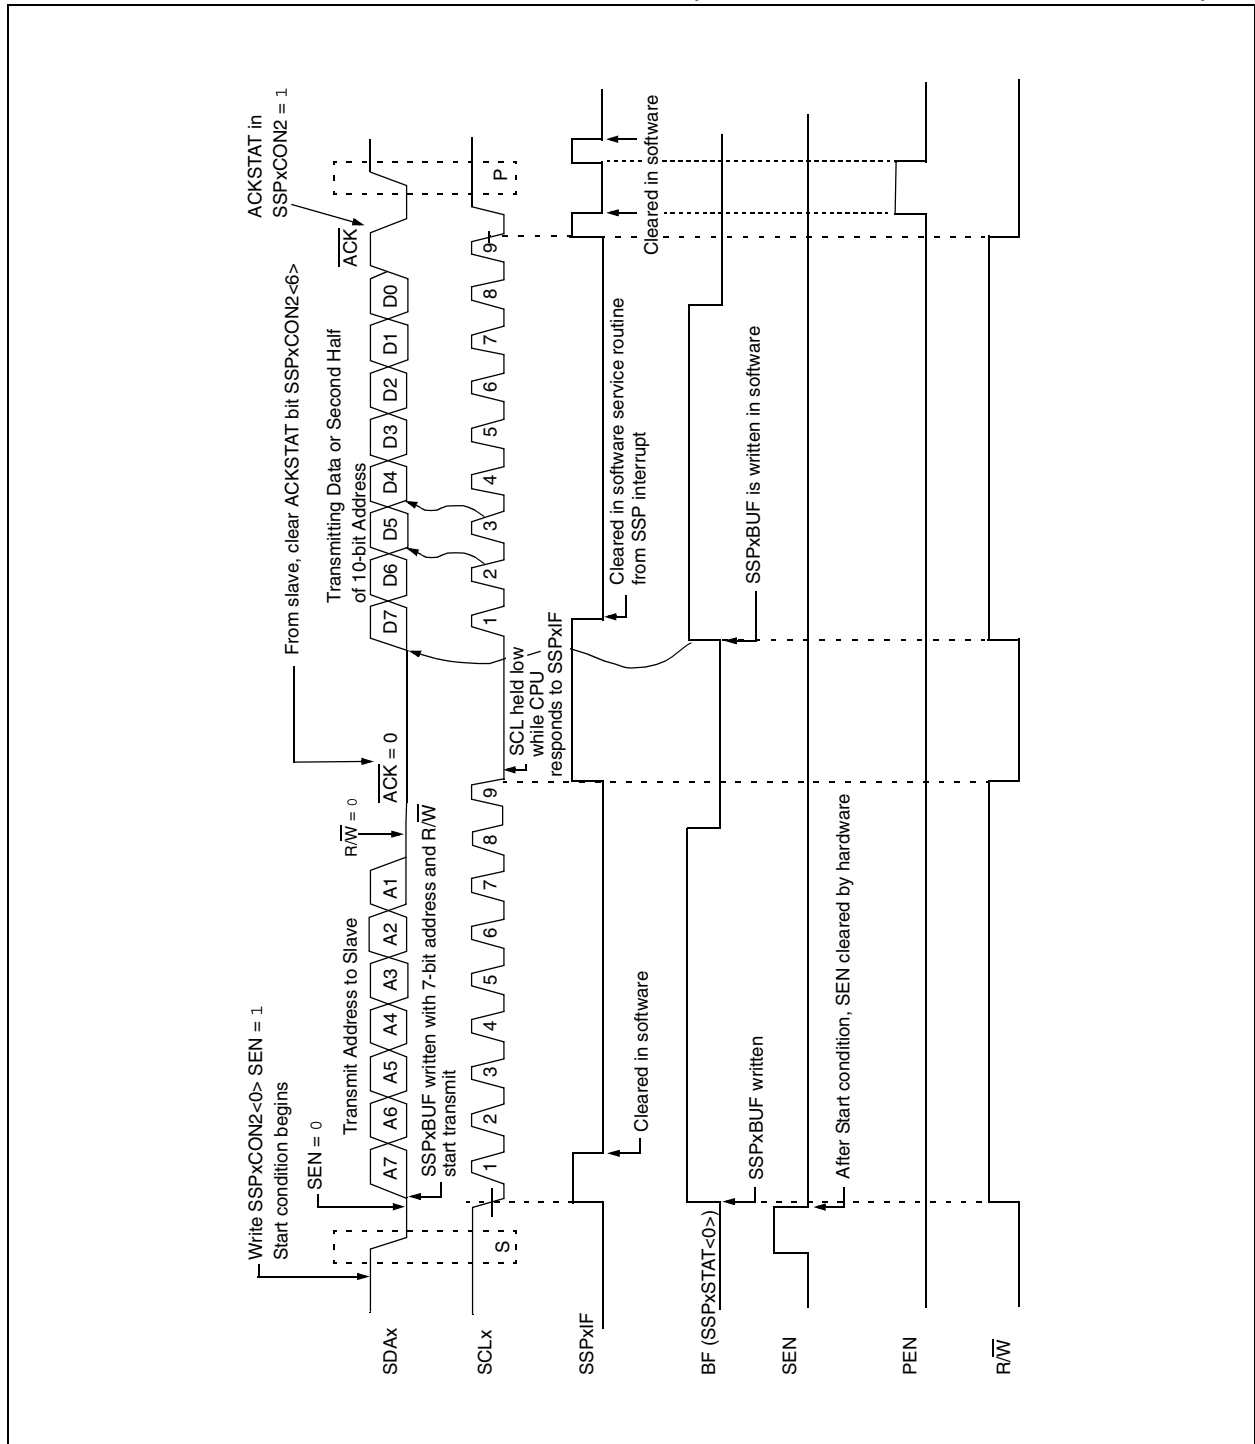 Write SSPxCON2<0> SEN = 1
Start condition begins
SEN = 0
Transmit Address to Slave
R/W = 0
From slave, clear ACKSTAT bit SSPxCON2<6>
ACK = 0
Transmitting Data or Second Half
of 10-bit Address
ACKSTAT in
SSPxCON2 = 1
ACK
SDAx
A7 A6 A5 A4 A3 A2 A1
D7 D6 D5 D4 D3 D2 D1 D0
SSPxBUF written with 7-bit address and R/W
start transmit
SCLx
S
1 2 3 4 5 6 7 8 9
1 2 3 4 5 6 7 8 9
P
SCL held low
while CPU
responds to SSPxIF
SSPxIF
Cleared in software
Cleared in software service routine
from SSP interrupt
Cleared in software
Cleared in software
BF (SSPxSTAT<0>)
SSPxBUF written
SSPxBUF is written in software
SEN
After Start condition, SEN cleared by hardware
PEN
R/W